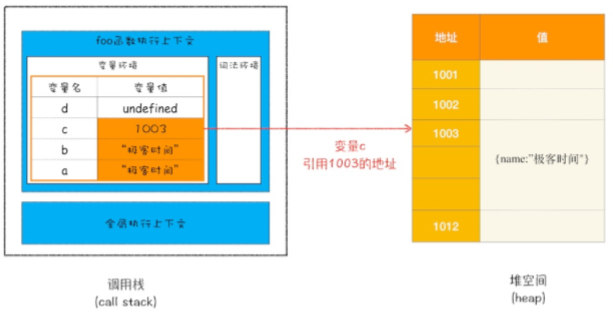 foo函数执行上下文
变量环境
词法环境
变量名 变量值
d undefined
c 1003
b "极客时间"
a "极客时间"
全局执行上下文
调用栈
(call stack)
变量c
引用1003的地址
地址 值
1001
1002
1003
{name:"极客时间"}
1012
堆空间
(heap)